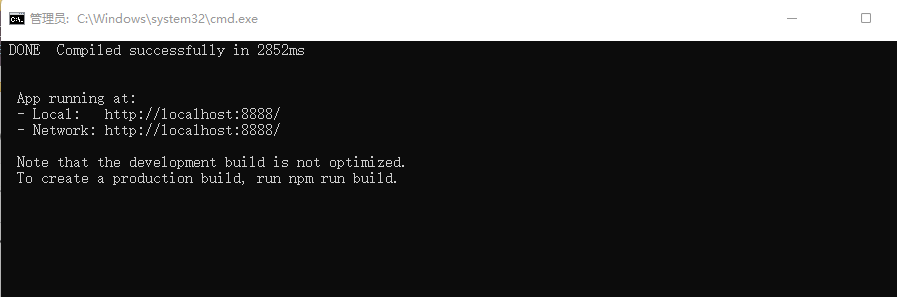 管理员: C:\Windows\system32\cmd.exe
DONE  Compiled successfully in 2852ms
App running at:
- Local:   http://localhost:8888/
- Network: http://localhost:8888/
Note that the development build is not optimized.
To create a production build, run npm run build.